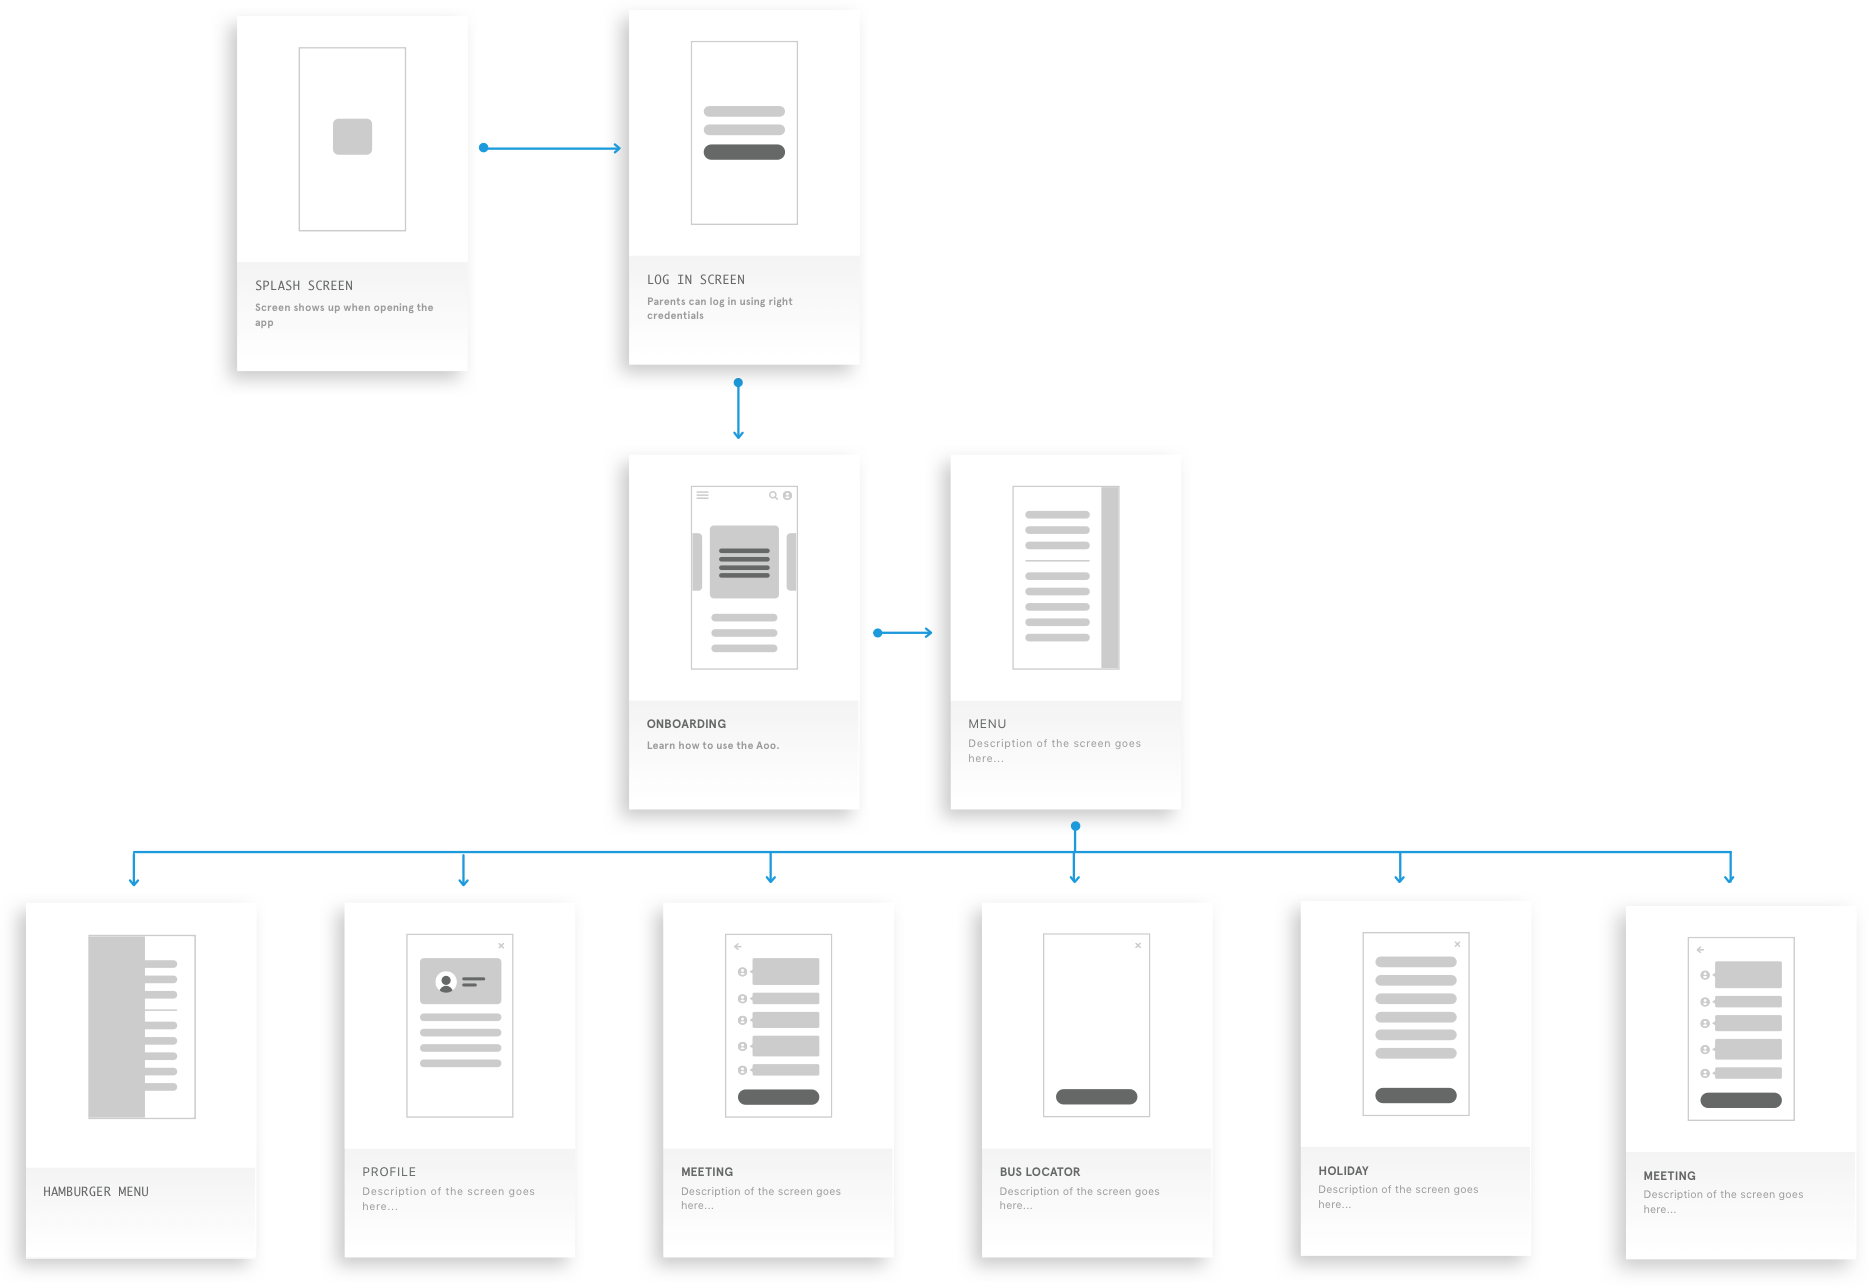 SPLASH SCREEN
Screen shows up when opening the
app
LOG IN SCREEN
Parents can log in using right
credentials
ONBOARDING
Learn how to use the Aoo.
MENU
Description of the screen goes
here...
HAMBURGER MENU
PROFILE
Description of the screen goes
here...
MEETING
Description of the screen goes
here...
BUS LOCATOR
Description of the screen goes
here...
HOLIDAY
Description of the screen goes
here...
MEETING
Description of the screen goes
here...